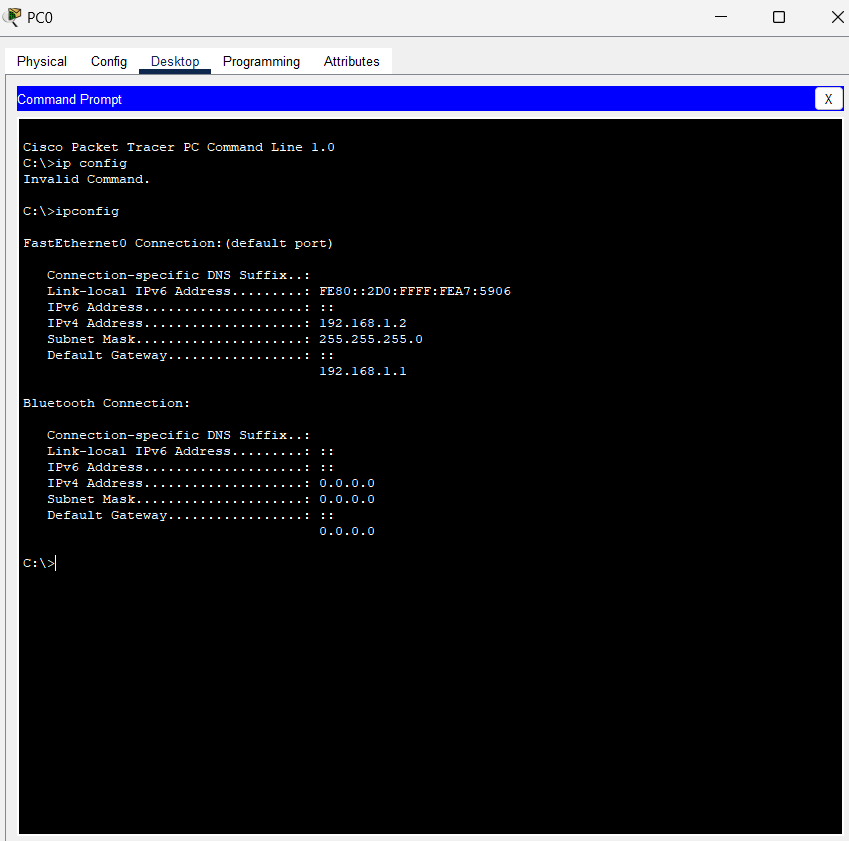 PC0
Physical Config Desktop Programming Attributes
Command Prompt X
Cisco Packet Tracer PC Command Line 1.0
C:\>ip config
Invalid Command.
C:\>ipconfig
FastEthernet0 Connection:(default port)
Connection-specific DNS Suffix..:
Link-local IPv6 Address.........: FE80::2D0:FFFF:FEA7:5906
IPv6 Address....................: ::
IPv4 Address....................: 192.168.1.2
Subnet Mask.....................: 255.255.255.0
Default Gateway.................: ::
192.168.1.1
Bluetooth Connection:
Connection-specific DNS Suffix..:
Link-local IPv6 Address.........: ::
IPv6 Address....................: ::
IPv4 Address....................: 0.0.0.0
Subnet Mask.....................: 0.0.0.0
Default Gateway.................: ::
0.0.0.0
C:\>